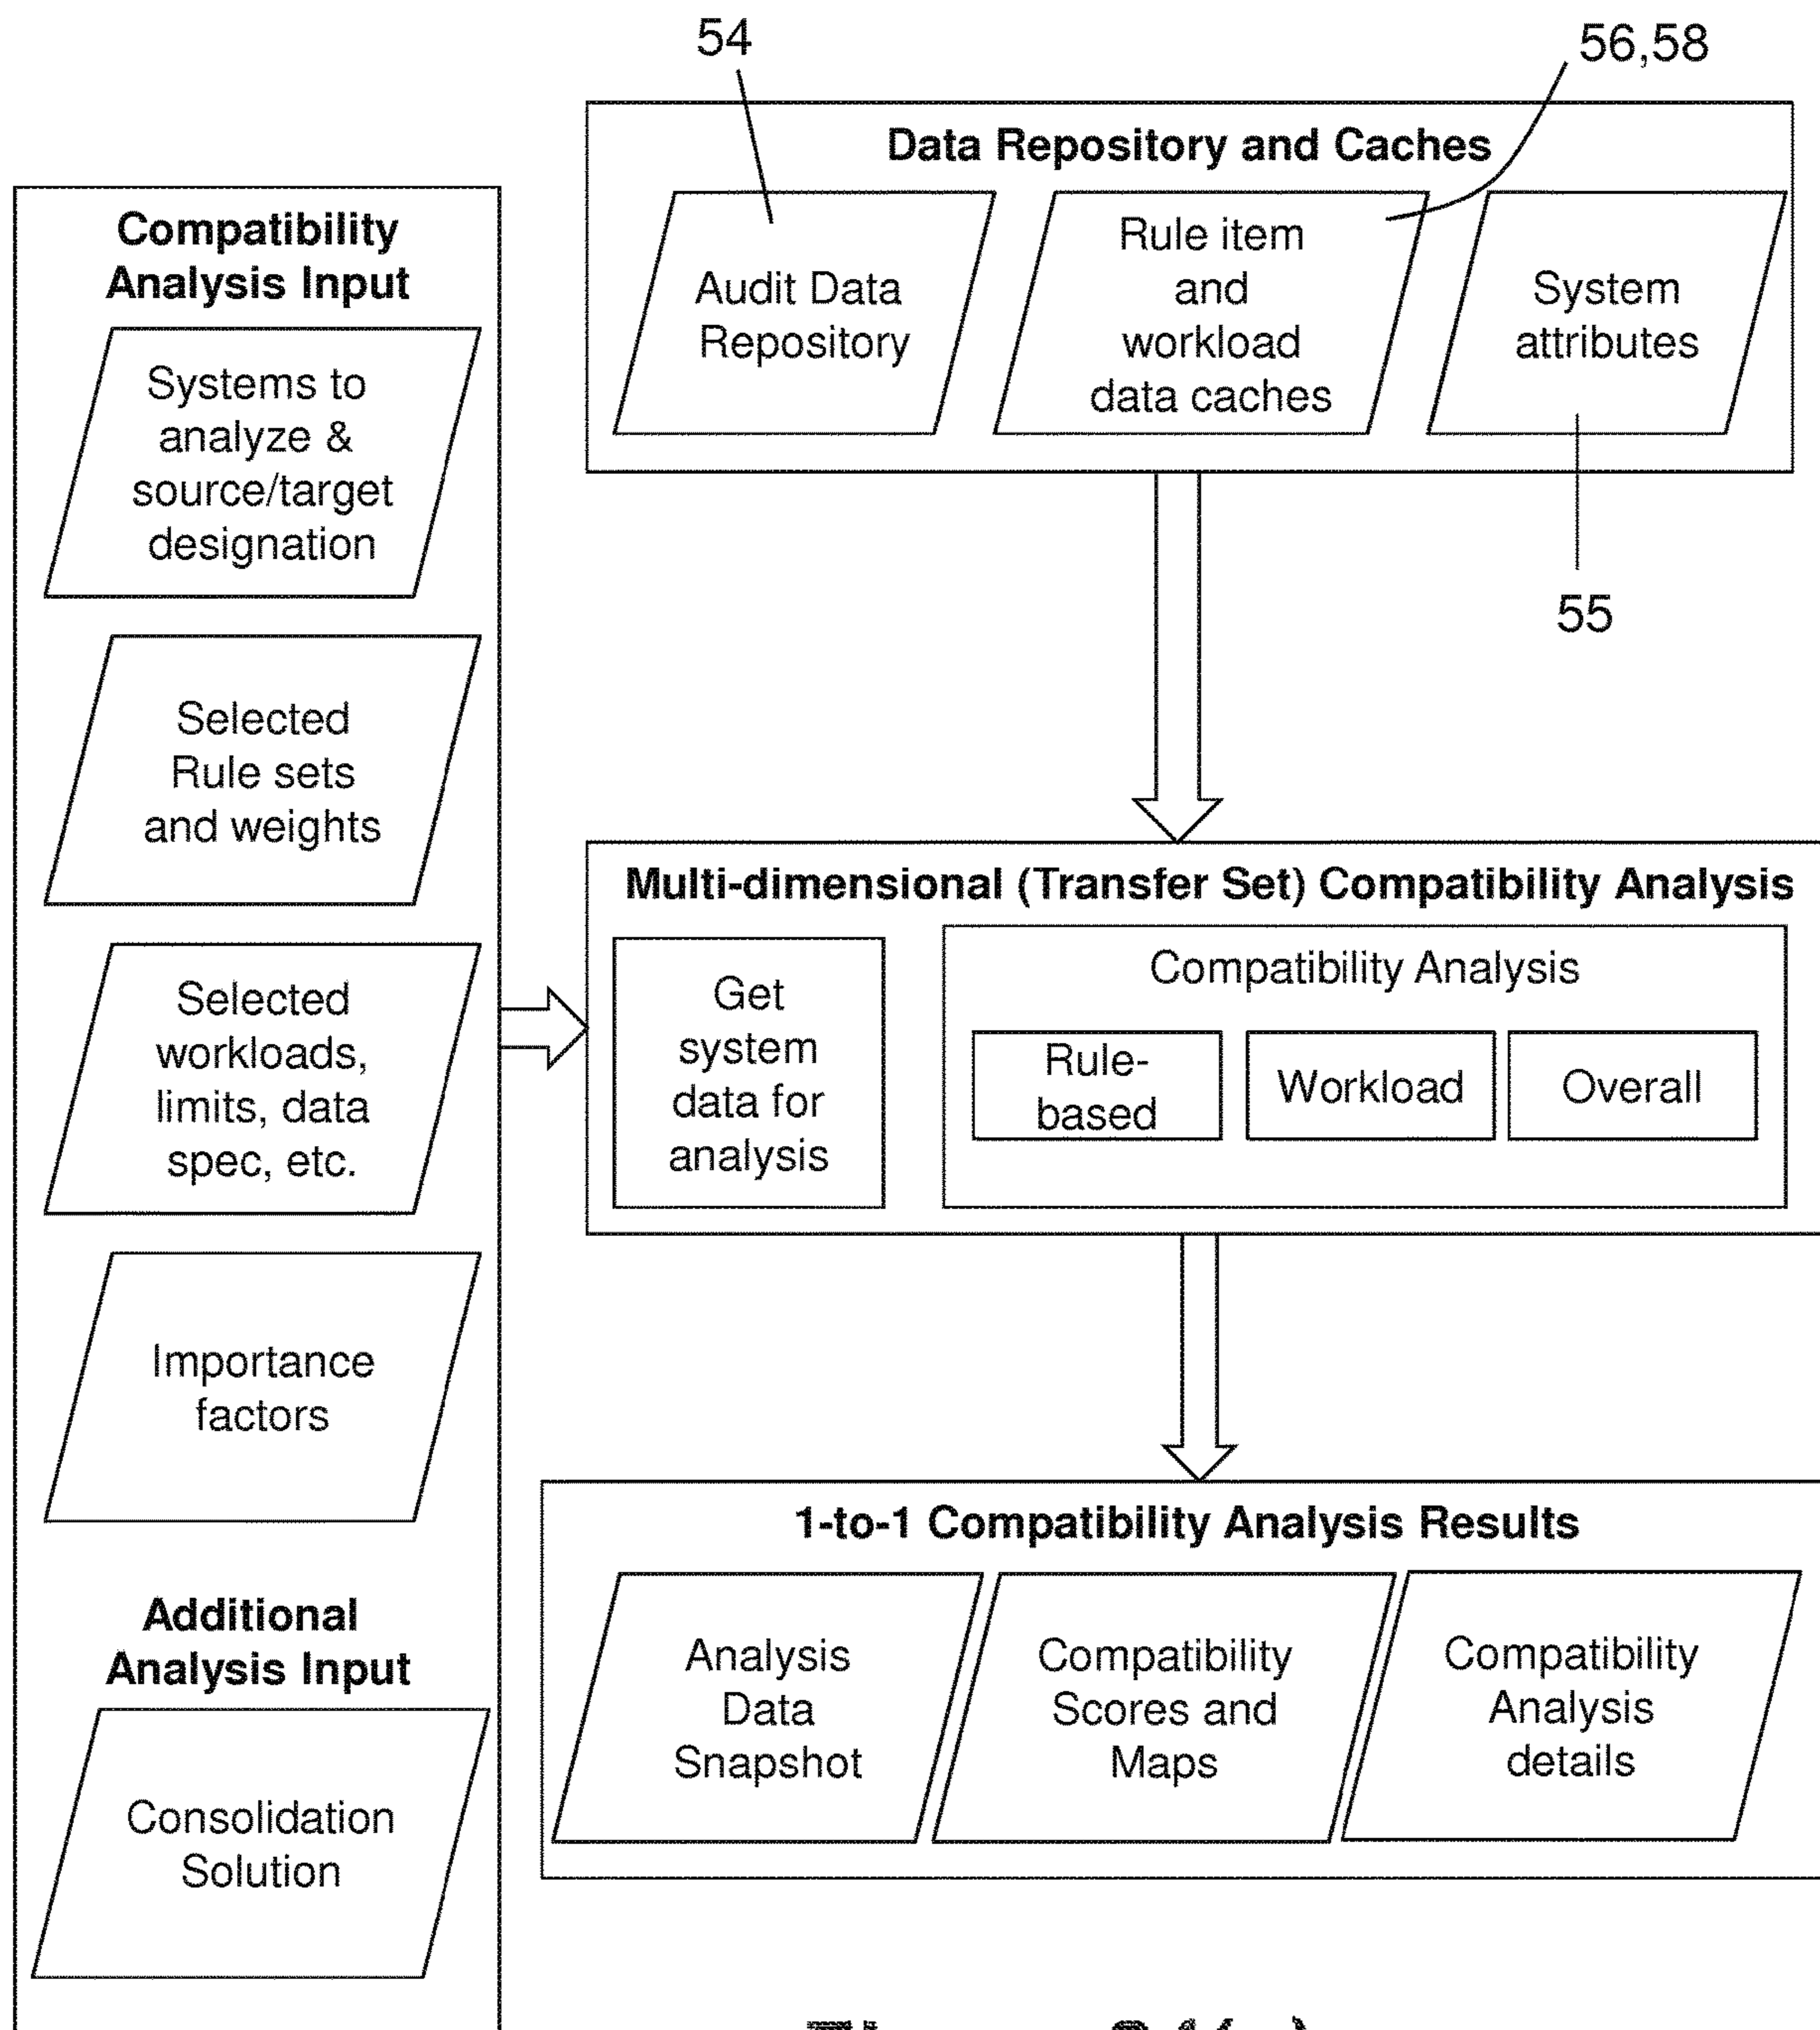 54
56,58
Data Repository and Caches
Audit Data
Repository
Rule item
and
workload
data caches
System
attributes
55
Compatibility
Analysis Input
Systems to
analyze &
source/target
designation
Selected
Rule sets
and weights
Selected
workloads,
limits, data
spec, etc.
Importance
factors
Additional
Analysis Input
Consolidation
Solution
Multi-dimensional (Transfer Set) Compatibility Analysis
Get
system
data for
analysis
Compatibility Analysis
Rule-
based
Workload
Overall
1-to-1 Compatibility Analysis Results
Analysis
Data
Snapshot
Compatibility
Scores and
Maps
Compatibility
Analysis
details